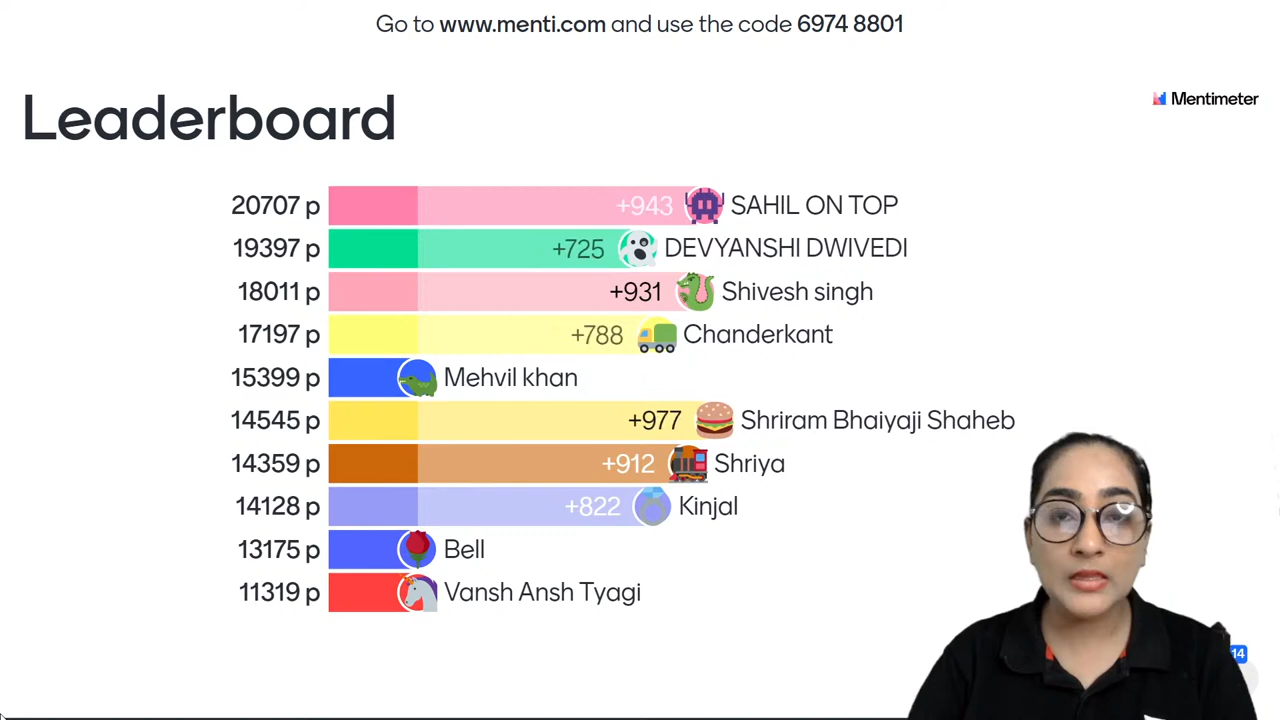 Go to www.menti.com and use the code 6974 8801
Leaderboard
Mentimeter
20707 p +943 SAHIL ON TOP
19397 p +725 DEVYANSHI DWIVEDI
18011 p +931 Shivesh singh
17197 p +788 Chanderkant
15399 p Mehvil khan
14545 p +977 Shriram Bhaiyaji Shaheb
14359 p +912 Shriya
14128 p +822 Kinjal
13175 p Bell
11319 p Vansh Ansh Tyagi
14